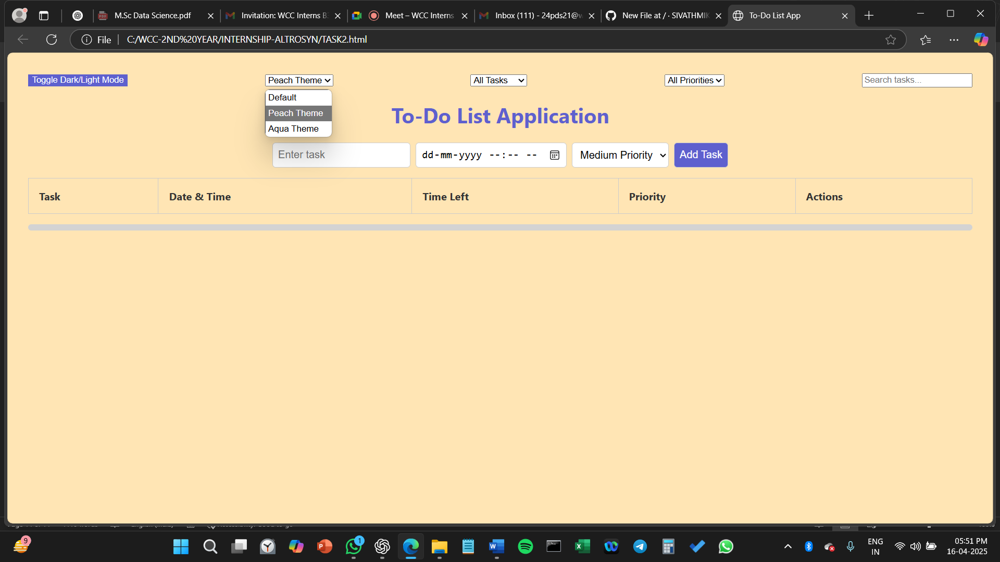 M.Sc Data Science.pdf
Invitation: WCC Interns B
Meet – WCC Interns
Inbox (111) - 24pds21@w
New File at / · SIVATHMIK
To-Do List App
File
C:/WCC-2ND%20YEAR/INTERNSHIP-ALTROSYN/TASK2.html
Toggle Dark/Light Mode
Peach Theme
All Tasks
All Priorities
Search tasks...
Default
Peach Theme
Aqua Theme
To-Do List Application
Enter task
dd-mm-yyyy --:-- --
Medium Priority
Add Task
Task
Date & Time
Time Left
Priority
Actions
9
1
ENG
IN
05:51 PM
16-04-2025